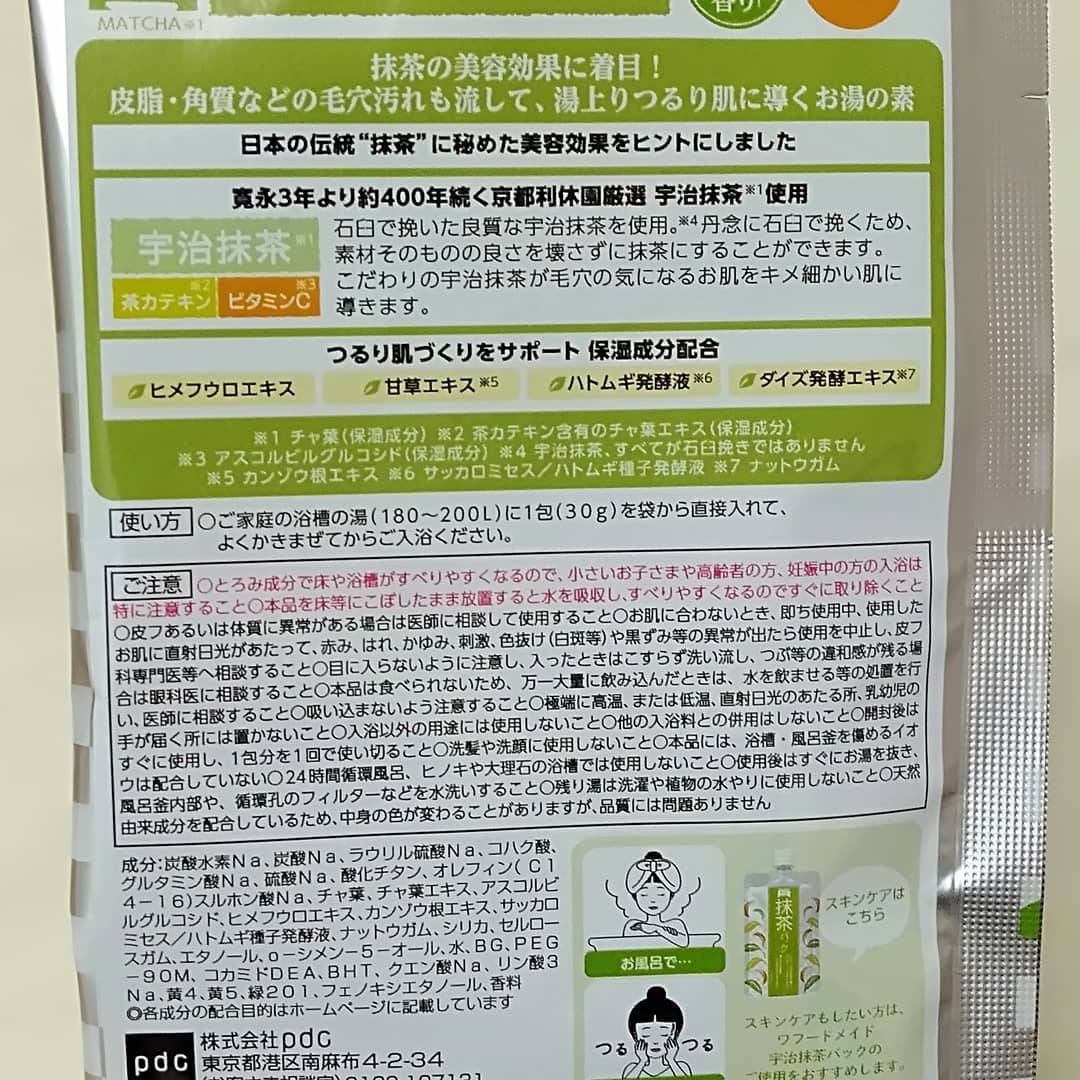 MATCHA※1
香り!
抹茶の美容効果に着目!
皮脂・角質などの毛穴汚れも流して、湯上りつるり肌に導くお湯の素
日本の伝統“抹茶”に秘めた美容効果をヒントにしました
寛永3年より約400年続く京都利休園厳選 宇治抹茶※1使用
宇治抹茶※1
茶カテキン※2 ビタミンC※3
石臼で挽いた良質な宇治抹茶を使用。※4丹念に石臼で挽くため、
素材そのものの良さを壊さずに抹茶にすることができます。
こだわりの宇治抹茶が毛穴の気になるお肌をキメ細かい肌に
導きます。
つるり肌づくりをサポート 保湿成分配合
ヒメフウロエキス 甘草エキス※5 ハトムギ発酵液※6 ダイズ発酵エキス※7
※1 チャ葉(保湿成分) ※2 茶カテキン含有のチャ葉エキス(保湿成分)
※3 アスコルビルグルコシド(保湿成分) ※4 宇治抹茶、すべてが石臼挽きではありません
※5 カンゾウ根エキス ※6 サッカロミセス/ハトムギ種子発酵液 ※7 ナットウガム
使い方 ○ご家庭の浴槽の湯(180〜200L)に1包(30g)を袋から直接入れて、
よくかきまぜてからご入浴ください。
ご注意 ○とろみ成分で床や浴槽がすべりやすくなるので、小さいお子さまや高齢者の方、妊娠中の方の入浴は
特に注意すること○本品を床等にこぼしたまま放置すると水を吸収し、すべりやすくなるのですぐに取り除くこと
○皮フあるいは体質に異常がある場合は医師に相談して使用すること○お肌に合わないとき、即ち使用中、使用した
お肌に直射日光があたって、赤み、はれ、かゆみ、刺激、色抜け(白斑等)や黒ずみ等の異常が出たら使用を中止し、皮フ
科専門医等へ相談すること○目に入らないように注意し、入ったときはこすらず洗い流し、つぶ等の違和感が残る場
合は眼科医に相談すること○本品は食べられないため、万一大量に飲み込んだときは、水を飲ませる等の処置を行
い、医師に相談すること○吸い込まないよう注意すること○極端に高温、または低温、直射日光のあたる所、乳幼児の
手が届く所には置かないこと○入浴以外の用途には使用しないこと○他の入浴料との併用はしないこと○開封後は
すぐに使用し、1包分を1回で使い切ること○洗髪や洗顔に使用しないこと○本品には、浴槽・風呂釜を傷めるイオ
ウは配合していない○24時間循環風呂、ヒノキや大理石の浴槽では使用しないこと○使用後はすぐにお湯を抜き、
風呂釜内部や、循環孔のフィルターなどを水洗いすること○残り湯は洗濯や植物の水やりに使用しないこと○天然
由来成分を配合しているため、中身の色が変わることがありますが、品質には問題ありません
成分:炭酸水素Na、炭酸Na、ラウリル硫酸Na、コハク酸、
グルタミン酸Na、硫酸Na、酸化チタン、オレフィン(C1
4-16)スルホン酸Na、チャ葉、チャ葉エキス、アスコルビ
ルグルコシド、ヒメフウロエキス、カンゾウ根エキス、サッカロ
ミセス/ハトムギ種子発酵液、ナットウガム、シリカ、セルロー
スガム、エタノール、o-シメン-5-オール、水、BG、PEG
-90M、コカミドDEA、BHT、クエン酸Na、リン酸3
Na、黄4、黄5、緑201、フェノキシエタノール、香料
◎各成分の配合目的はホームページに記載しています
pdc 株式会社pdc
東京都港区南麻布4-2-34
お風呂で…
つる つる
抹茶パック
スキンケアは
こちら
スキンケアもしたい方は、
ワフードメイド
宇治抹茶パックの
ご使用をおすすめします。